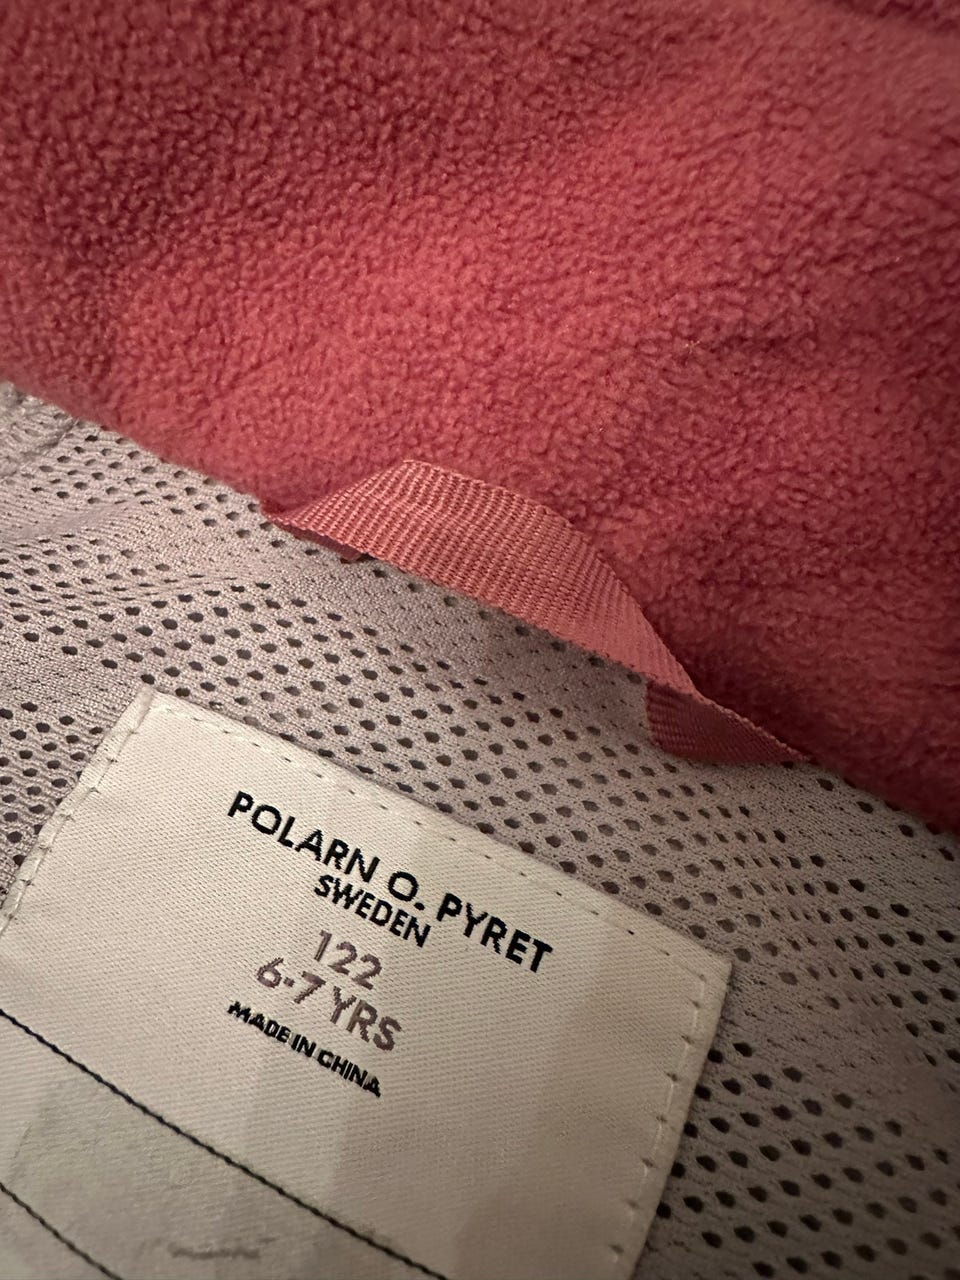 POLARN O. PYRET
SWEDEN
122
6-7 YRS
MADE IN CHINA